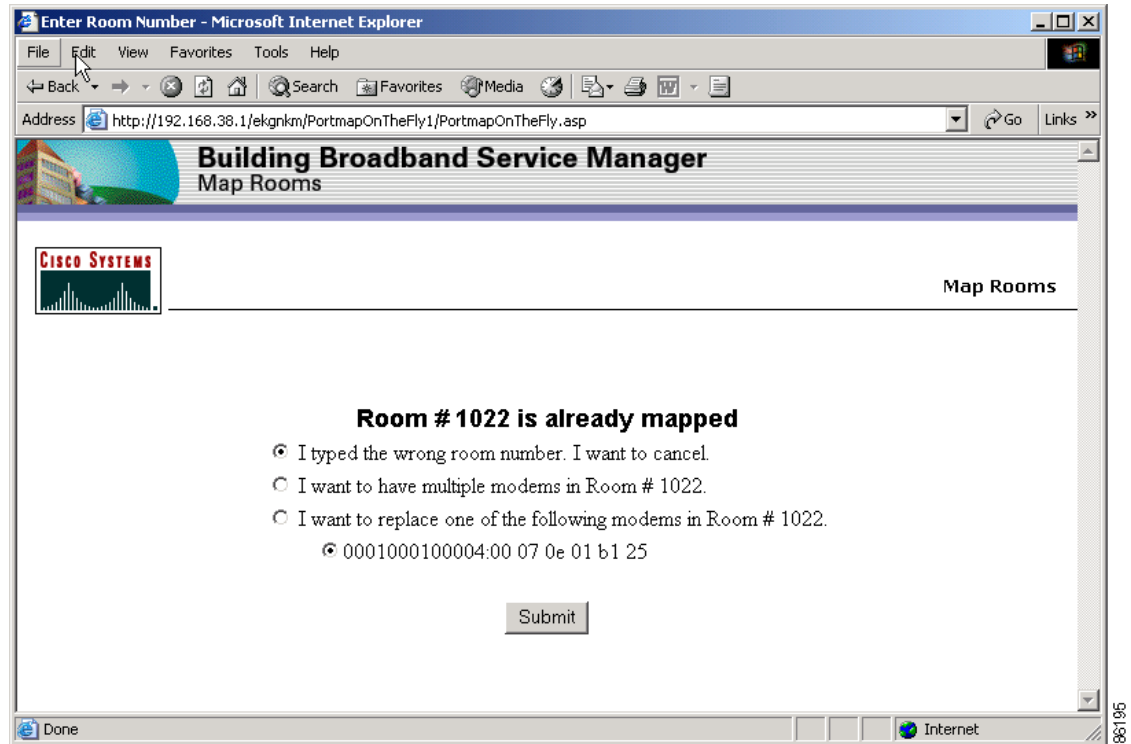 Enter Room Number - Microsoft Internet Explorer
File Edit View Favorites Tools Help
Back Search Favorites Media
Address http://192.168.38.1/ekgnkm/PortmapOnTheFly1/PortmapOnTheFly.asp Go Links »
Building Broadband Service Manager
Map Rooms
CISCO SYSTEMS
Map Rooms
Room # 1022 is already mapped
I typed the wrong room number. I want to cancel.
I want to have multiple modems in Room # 1022.
I want to replace one of the following modems in Room # 1022.
0001000100004:00 07 0e 01 b1 25
Submit
Done Internet
86195